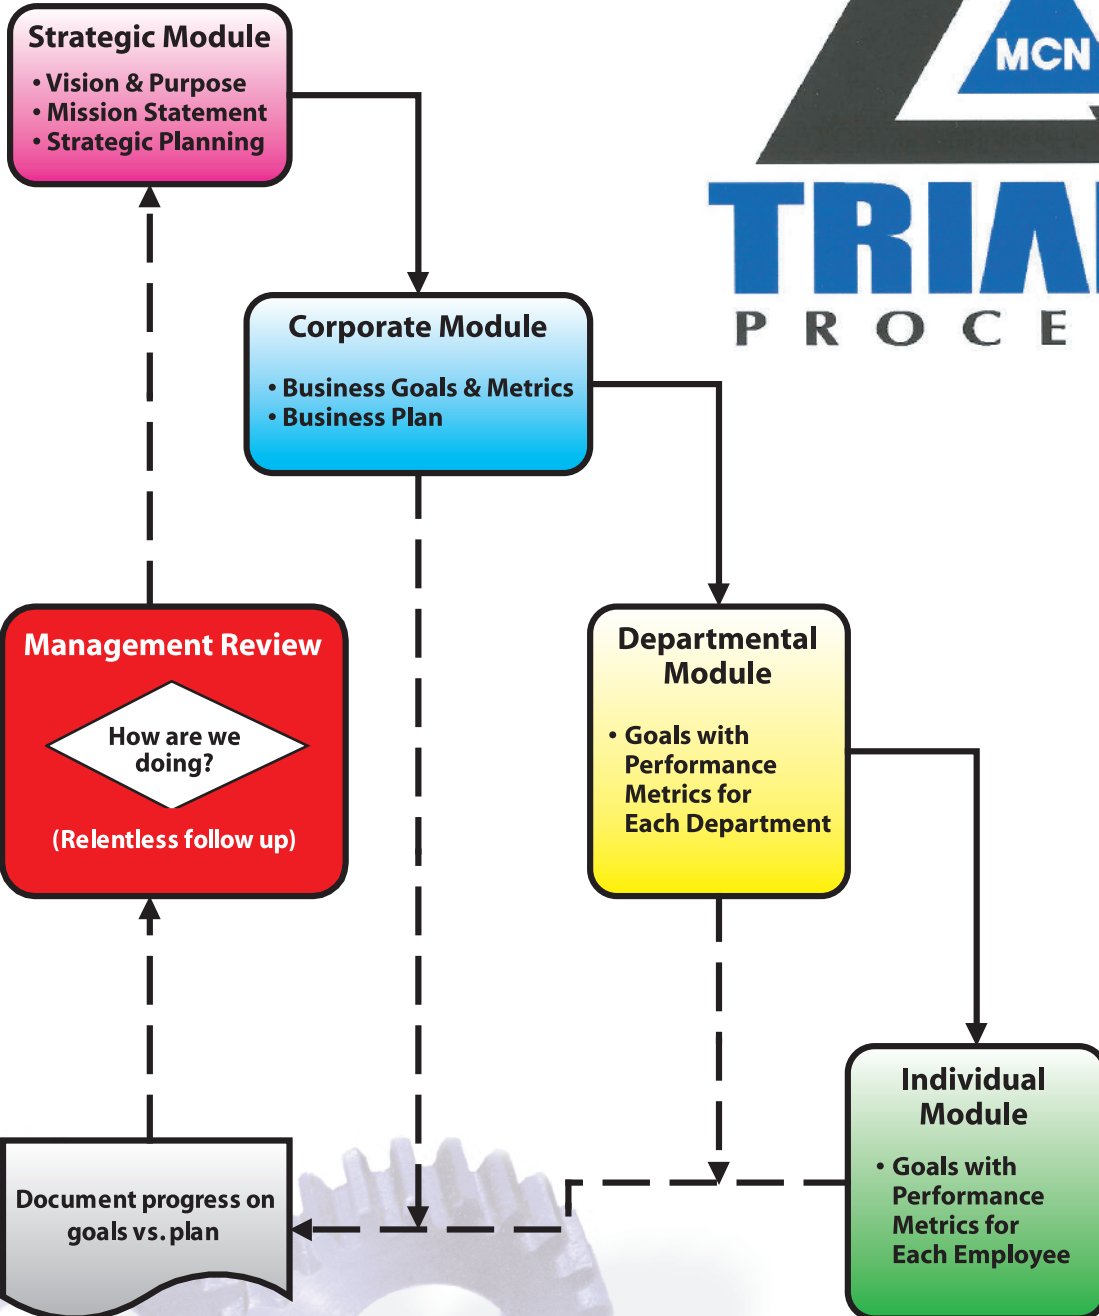 Strategic Module
• Vision & Purpose
• Mission Statement
• Strategic Planning
MCN
PROCE
Corporate Module
• Business Goals & Metrics
• Business Plan
Management Review
How are we
doing?
(Relentless follow up)
Departmental
Module
• Goals with
Performance
Metrics for
Each Department
Individual
Module
• Goals with
Performance
Metrics for
Each Employee
Document progress on
goals vs. plan